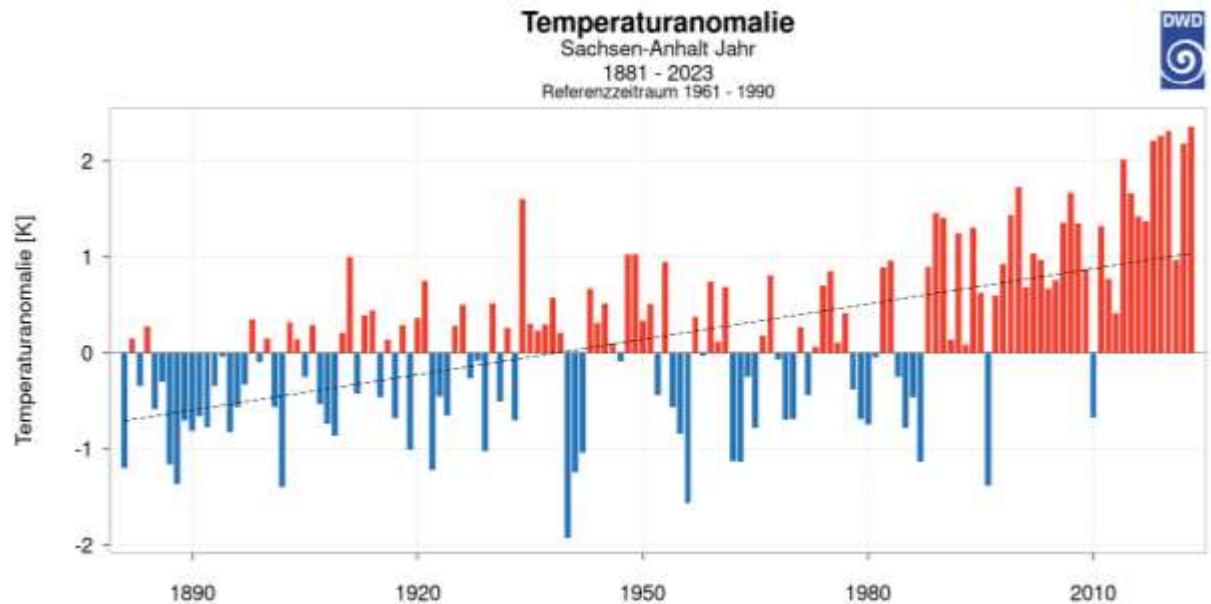 Temperaturanomalie
DWD
Sachsen-Anhalt Jahr
1881 - 2023
Referenzzeitraum 1961 - 1990
Temperaturanomalie [K]
2
1
0
-1
-2
1890 1920 1950 1980 2010